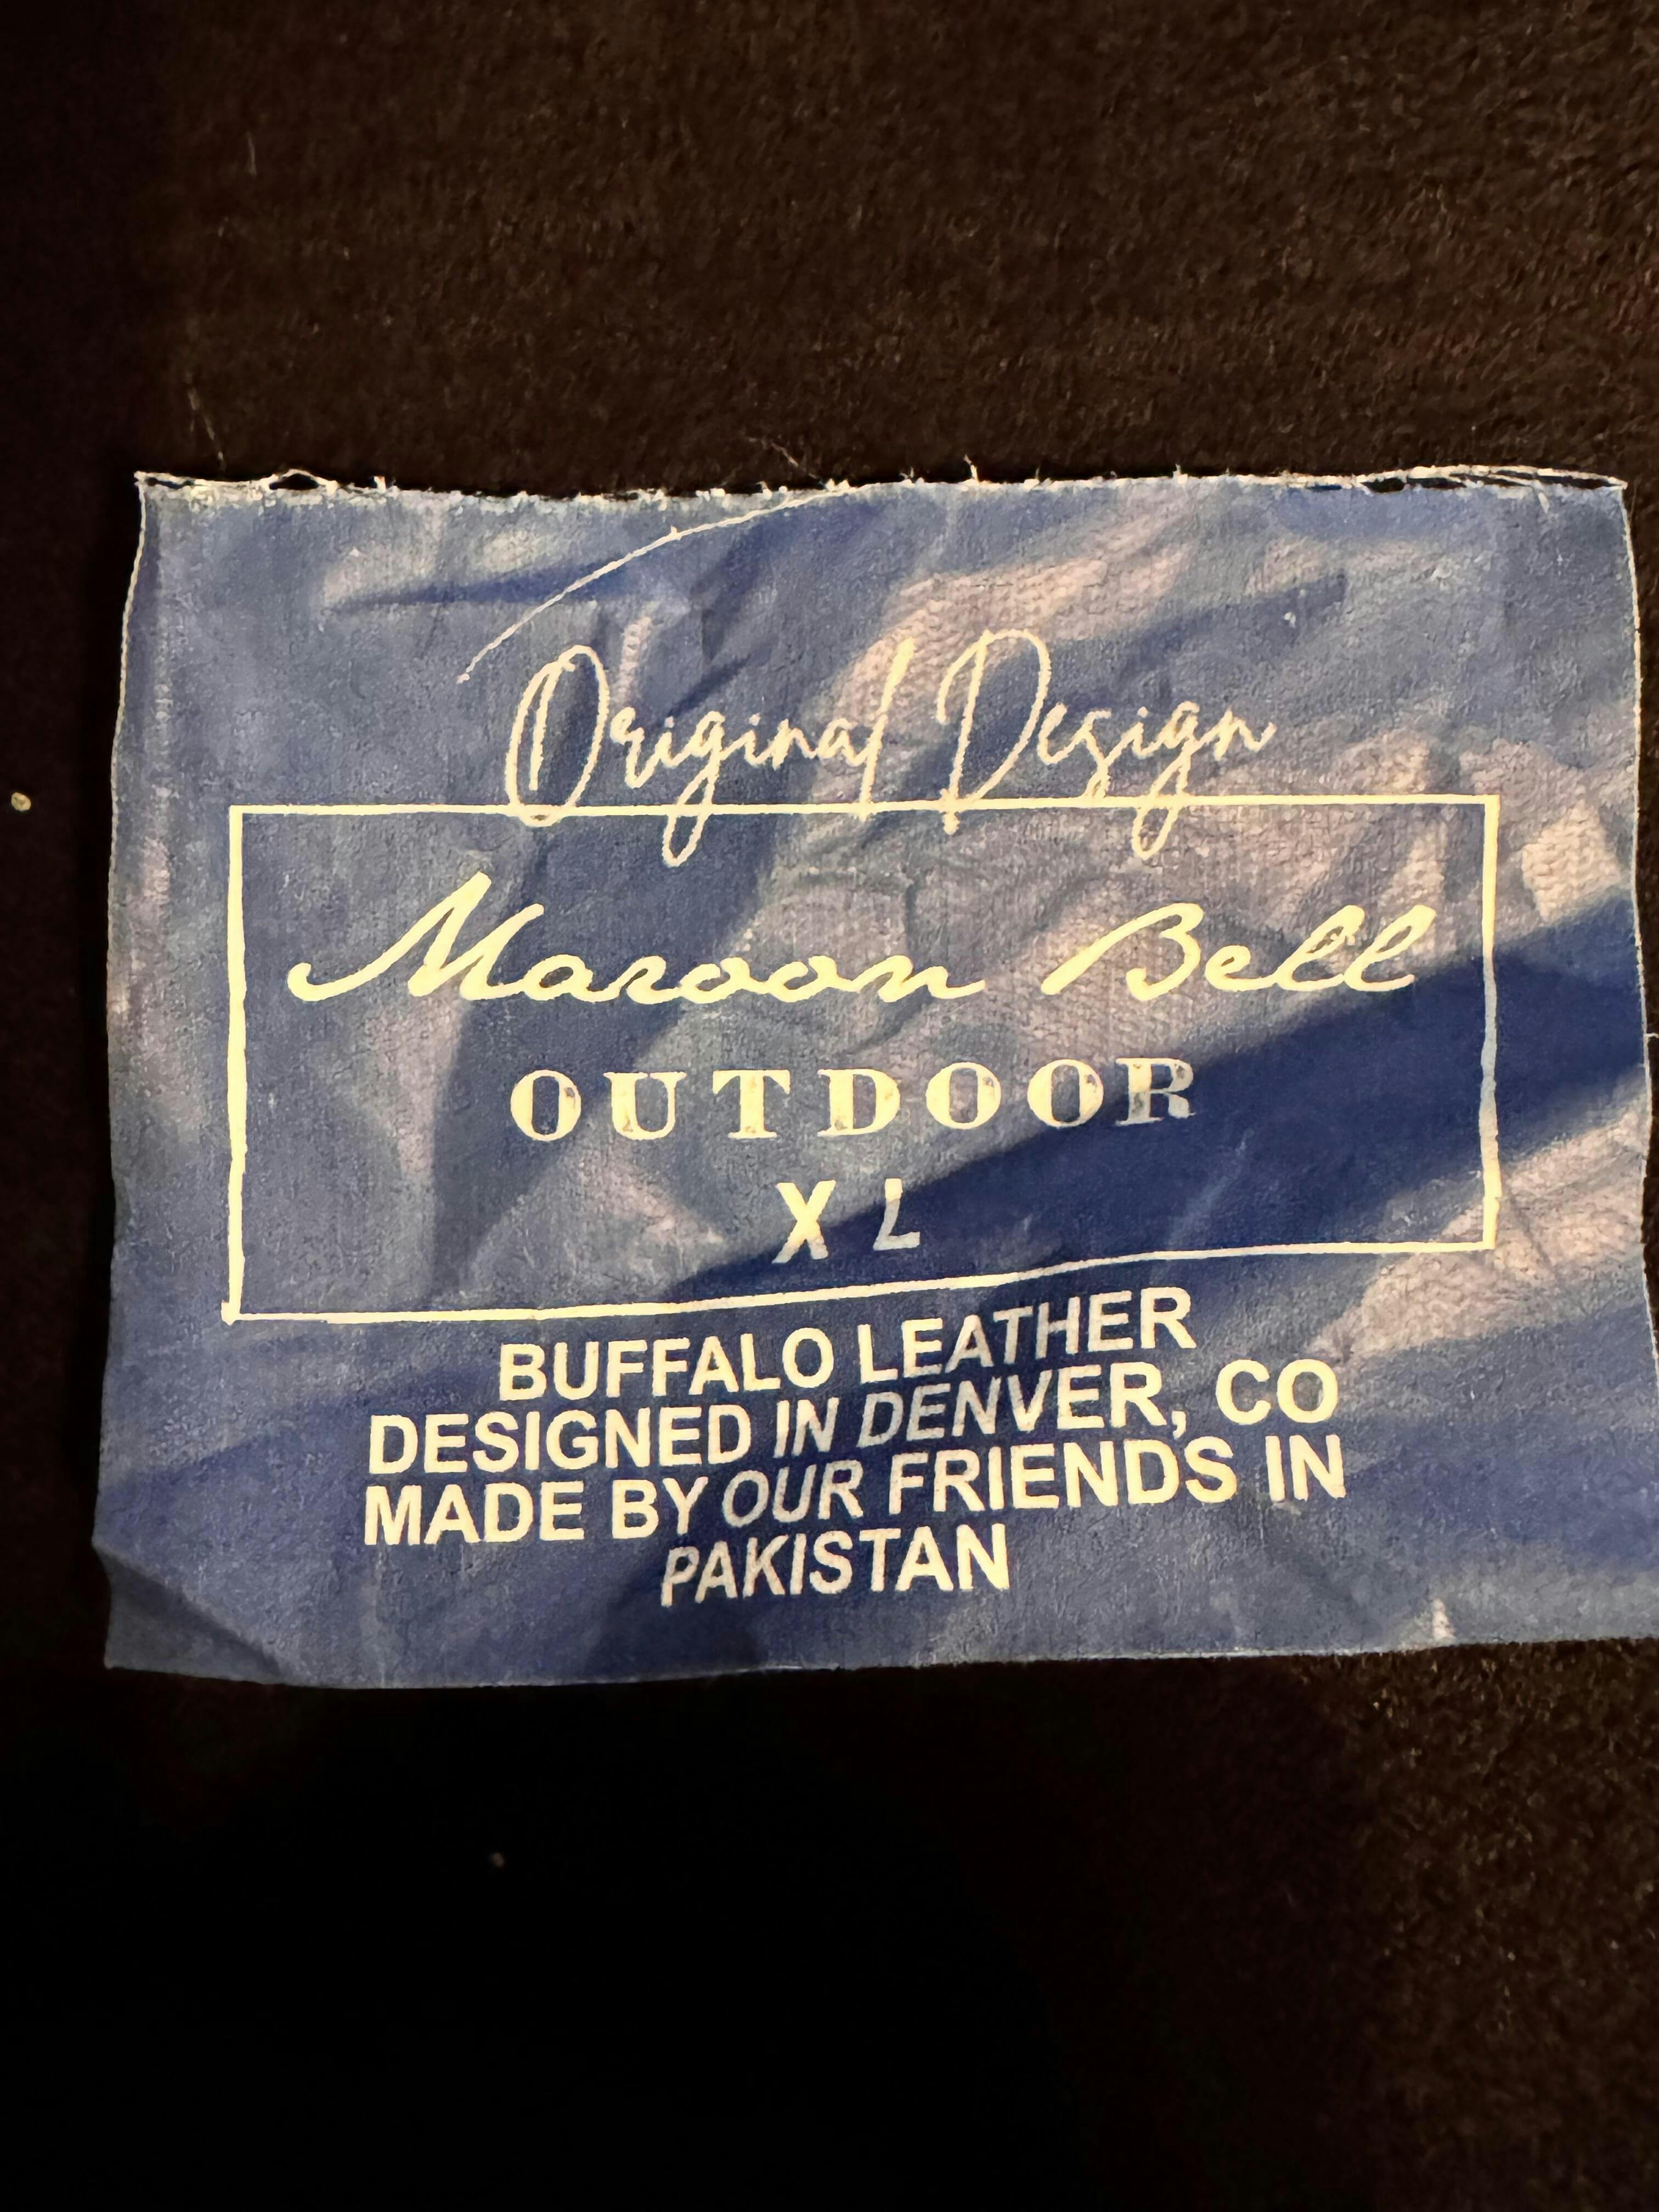 Original Design
Maroon Bell
OUTDOOR
XL
BUFFALO LEATHER
DESIGNED IN DENVER, CO
MADE BY OUR FRIENDS IN
PAKISTAN